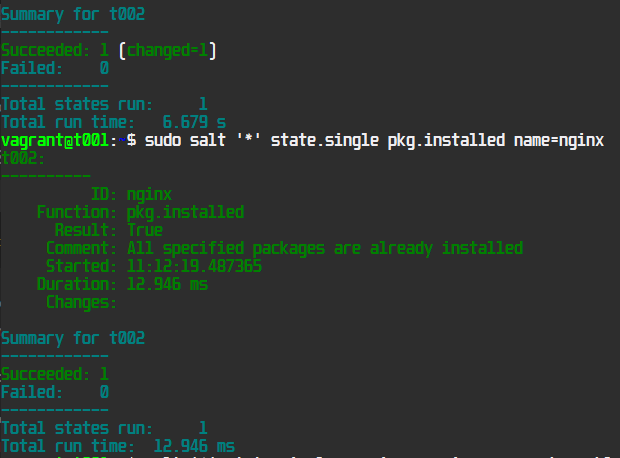 Summary for t002
------------
Succeeded: 1 (changed=1)
Failed:    0
------------
Total states run:     1
Total run time:   6.679 s
vagrant@t001:~$ sudo salt '*' state.single pkg.installed name=nginx
t002:
----------
          ID: nginx
    Function: pkg.installed
      Result: True
     Comment: All specified packages are already installed
     Started: 11:12:19.487365
    Duration: 12.946 ms
     Changes:

Summary for t002
------------
Succeeded: 1
Failed:    0
------------
Total states run:     1
Total run time:  12.946 ms